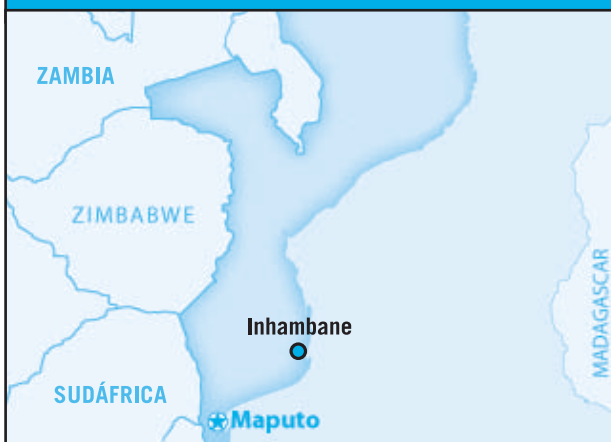 ZAMBIA
ZIMBABWE
MADAGASCAR
Inhambane
SUDÁFRICA
Maputo